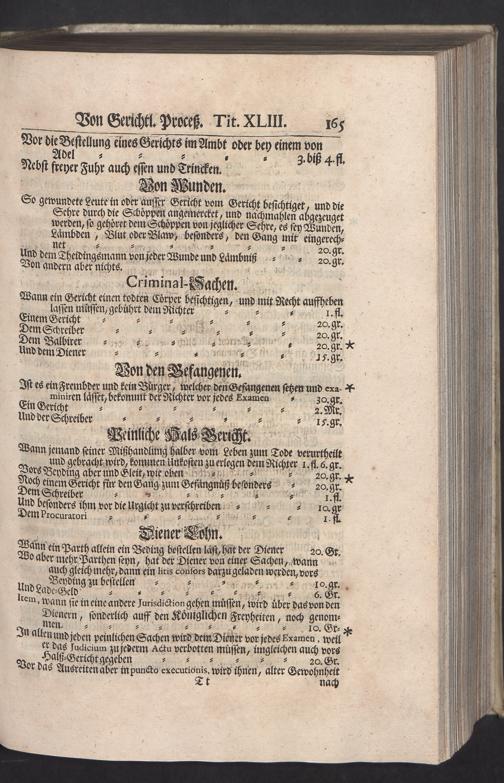 Von Gerichtl. Proceß. Tit. XLIII. 165
Vor die Bestellung eines Gerichts im Ambt oder bey einem von
Adel 3. biß 4. fl.
Nebst freyer Fuhr auch essen und Trincken.
Von Wunden.
So gewundete Leute in oder ausser Gericht vom Gericht besichtiget, und die
Sehre durch die Schöppen angemercket, und nachmahlen abgezeuget
werden, so gehöret dem Schöppen von jeglicher Sehre, es sey Wunden,
Lämbden, Blut oder Blaw, besonders, den Gang mit eingerech-
net 20. gr.
Und dem Theidingsmann von jeder Wunde und Lämbniß 20. gr.
Von andern aber nichts.
Criminal-Sachen.
Wann ein Gericht einen todten Cörper besichtigen, und mit Recht auffheben
lassen müssen, gebührt dem Richter 1. fl.
Einem Gericht 20. gr.
Dem Schreiber 20. gr.
Dem Balbirer 20. gr. *
Und dem Diener 15. gr.
Von den Gefangenen.
Ist es ein Frembder und kein Bürger, welcher den Gefangenen setzen und exa- *
miniren lässet, bekommt der Richter vor jedes Examen 30. gr.
Ein Gericht 2. Mr.
Und der Schreiber 15. gr.
Peinliche Hals Gericht.
Wann jemand seiner Mißhandlung halber vom Leben zum Tode verurtheilt
und gebracht wird, kommen Unkosten zu erlegen dem Richter 1. fl. 6. gr.
Vors Beyding aber und Gleit, wir oben 20. gr. *
Noch einem Gericht für den Gang zum Gefängnüß besonders 20. gr.
Dem Schreiber 1. fl.
Und besonders ihm vor die Urgicht zu verschreiben 10. gr
Dem Procuratori 1. fl.
Diener Lohn.
Wann ein Parth allein ein Beding bestellen läst, hat der Diener 20. Gr.
Wo aber mehr Parthen seyn, hat der Diener von einer Sachen, wann
auch gleich mehr, dann ein litis consors darzu geladen werden, vors
Beyding zu bestellen 10. gr.
Und Lade-Geld 6. Gr.
Item, wann sie in eine andere Jurisdiction gehen müssen, wird über das von den
Dienern, sonderlich auff den Königlichen Freyheiten, noch genom-
men. 10. Gr. *
In allen und jeden peinlichen Sachen wird dem Diener vor jedes Examen, weil
er das Judicium zu jederm Actu verbotten müssen, imgleichen auch vors
Halß-Gericht gegeben 20. Gr.
Vor das Ausreiten aber in puncto executionis, wird ihnen, alter Gewohnheit
Tt nach